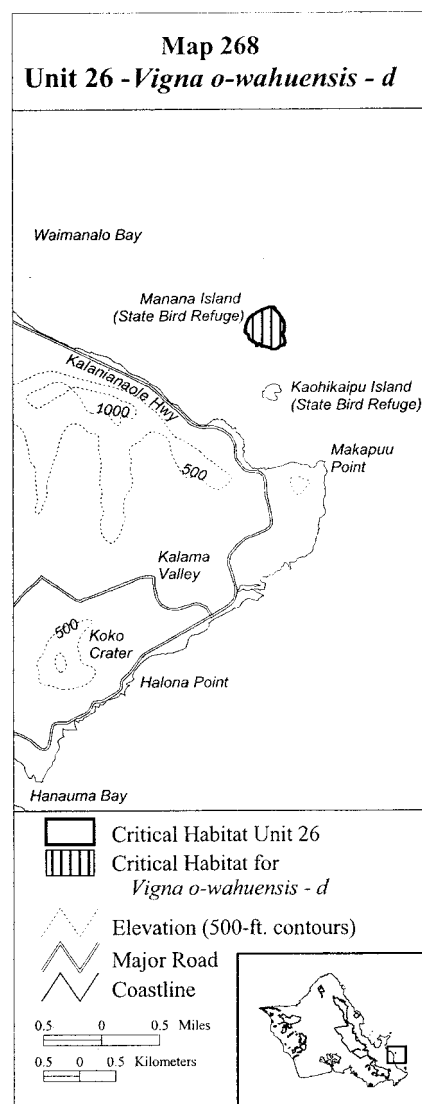 Map 268
Unit 26 - Vigna o-wahuensis - d
Waimanalo Bay
Manana Island
(State Bird Refuge)
Kalanianaole Hwy
Kaohikaipu Island
(State Bird Refuge)
1000
Makapuu
Point
500
Kalama
Valley
500
Koko
Crater
Halona Point
Hanauma Bay
Critical Habitat Unit 26
Critical Habitat for
Vigna o-wahuensis - d
Elevation (500-ft. contours)
Major Road
Coastline
0.5 0 0.5 Miles
0.5 0 0.5 Kilometers